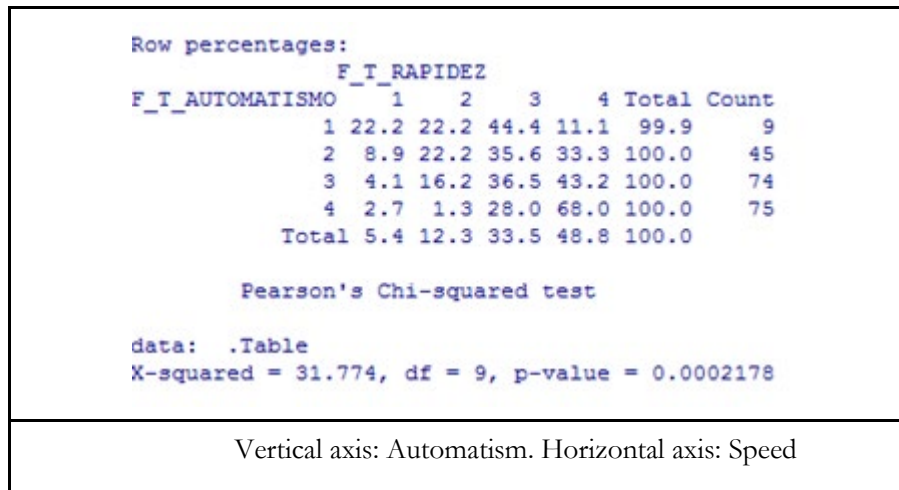 Row percentages:
F_T_RAPIDEZ
F_T_AUTOMATISMO 1 2 3 4 Total Count
1 22.2 22.2 44.4 11.1 99.9 9
2 8.9 22.2 35.6 33.3 100.0 45
3 4.1 16.2 36.5 43.2 100.0 74
4 2.7 1.3 28.0 68.0 100.0 75
Total 5.4 12.3 33.5 48.8 100.0
Pearson's Chi-squared test
data: .Table
X-squared = 31.774, df = 9, p-value = 0.0002178
Vertical axis: Automatism. Horizontal axis: Speed